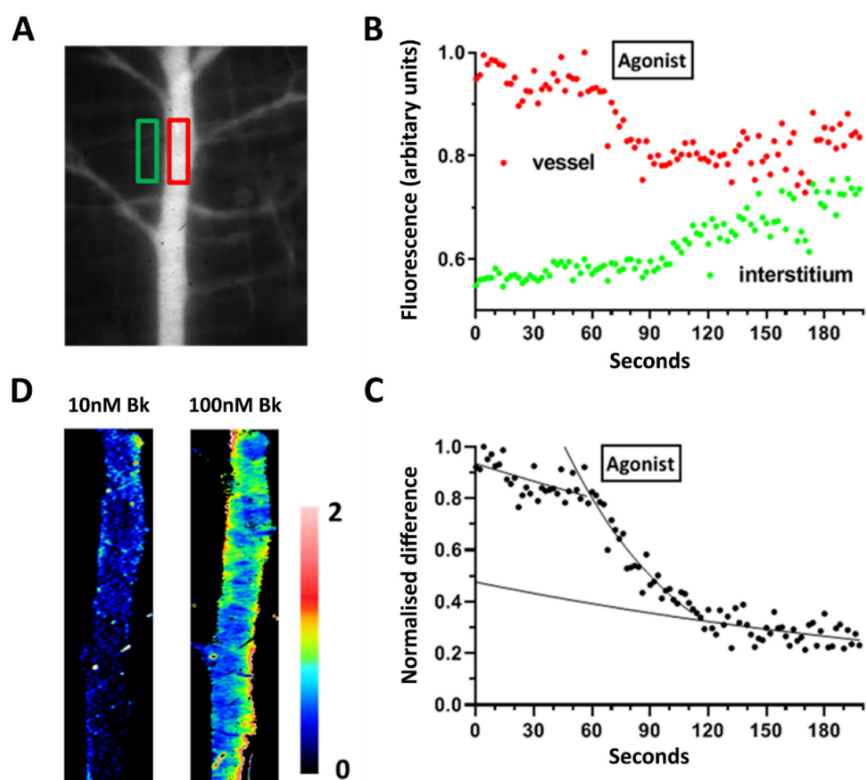 A
B
Fluorescence (arbitary units)
1.0
0.8
0.6
Agonist
vessel
interstitium
0 30 60 90 120 150 180
Seconds
D
10nM Bk 100nM Bk
2
0
C
Normalised difference
1.0
0.8
0.6
0.4
0.2
0.0
Agonist
0 30 60 90 120 150 180
Seconds